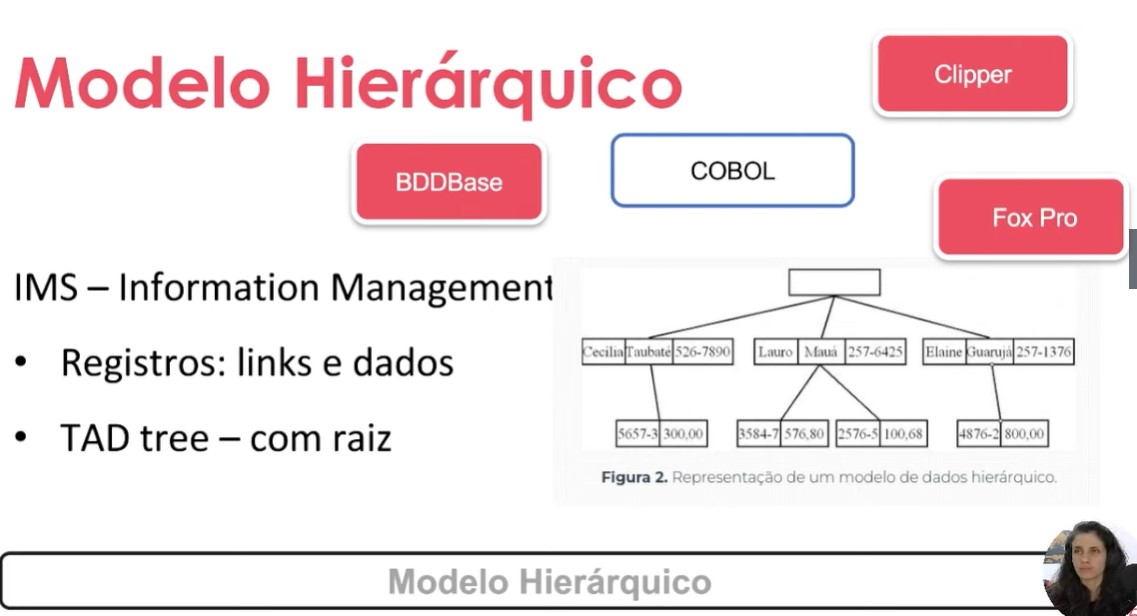 Modelo Hierárquico
Clipper
BDDBase
COBOL
Fox Pro
IMS – Information Management
• Registros: links e dados
• TAD tree – com raiz
Cecília Taubaté 526-7890
Lauro Mauá 257-6425
Elaine Guarujá 257-1376
5657-3 300,00
3584-7 576,80
2576-5 100,68
4876-2 800,00
Figura 2. Representação de um modelo de dados hierárquico.
Modelo Hierárquico